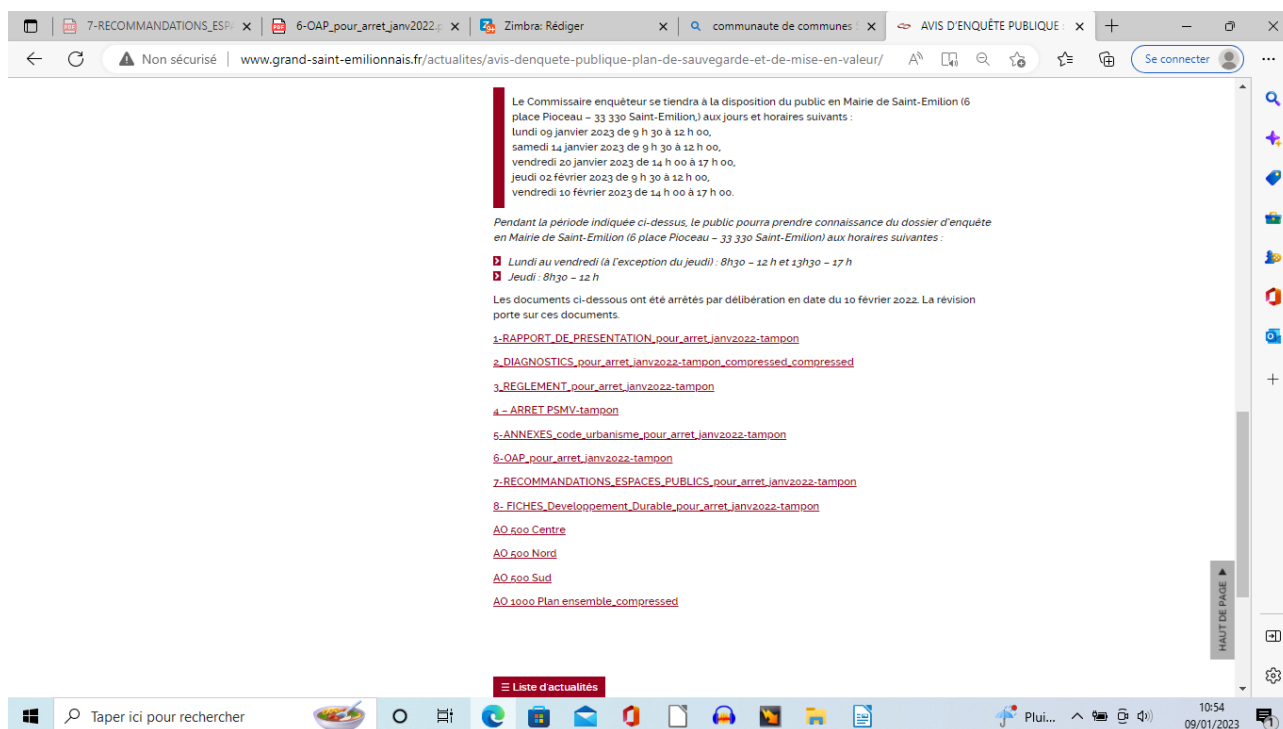 7-RECOMMANDATIONS_ESP
6-OAP_pour_arret_janv2022.p
Zimbra: Rédiger
communaute de communes
AVIS D'ENQUÊTE PUBLIQUE :
Non sécurisé
www.grand-saint-emilionnais.fr/actualites/avis-denquete-publique-plan-de-sauvegarde-et-de-mise-en-valeur/
Se connecter
Le Commissaire enquêteur se tiendra à la disposition du public en Mairie de Saint-Emilion (6
place Pioceau – 33 330 Saint-Emilion,) aux jours et horaires suivants :
lundi 09 janvier 2023 de 9 h 30 à 12 h 00,
samedi 14 janvier 2023 de 9 h 30 à 12 h 00,
vendredi 20 janvier 2023 de 14 h 00 à 17 h 00,
jeudi 02 février 2023 de 9 h 30 à 12 h 00,
vendredi 10 février 2023 de 14 h 00 à 17 h 00.
Pendant la période indiquée ci-dessus, le public pourra prendre connaissance du dossier d'enquête
en Mairie de Saint-Emilion (6 place Pioceau – 33 330 Saint-Emilion) aux horaires suivantes :
Lundi au vendredi (à l'exception du jeudi) : 8h30 – 12 h et 13h30 – 17 h
Jeudi : 8h30 – 12 h
Les documents ci-dessous ont été arrêtés par délibération en date du 10 février 2022. La révision
porte sur ces documents.
1-RAPPORT_DE_PRESENTATION_pour_arret_janv2022-tampon
2_DIAGNOSTICS_pour_arret_janv2022-tampon_compressed_compressed
3_REGLEMENT_pour_arret_janv2022-tampon
4 – ARRET PSMV-tampon
5-ANNEXES_code_urbanisme_pour_arret_janv2022-tampon
6-OAP_pour_arret_janv2022-tampon
7-RECOMMANDATIONS_ESPACES_PUBLICS_pour_arret_janv2022-tampon
8- FICHES_Developpement_Durable_pour_arret_janv2022-tampon
AO 500 Centre
AO 500 Nord
AO 500 Sud
AO 1000 Plan ensemble_compressed
HAUT DE PAGE ▲
☰ Liste d'actualités
Taper ici pour rechercher
Plui...
10:54
09/01/2023